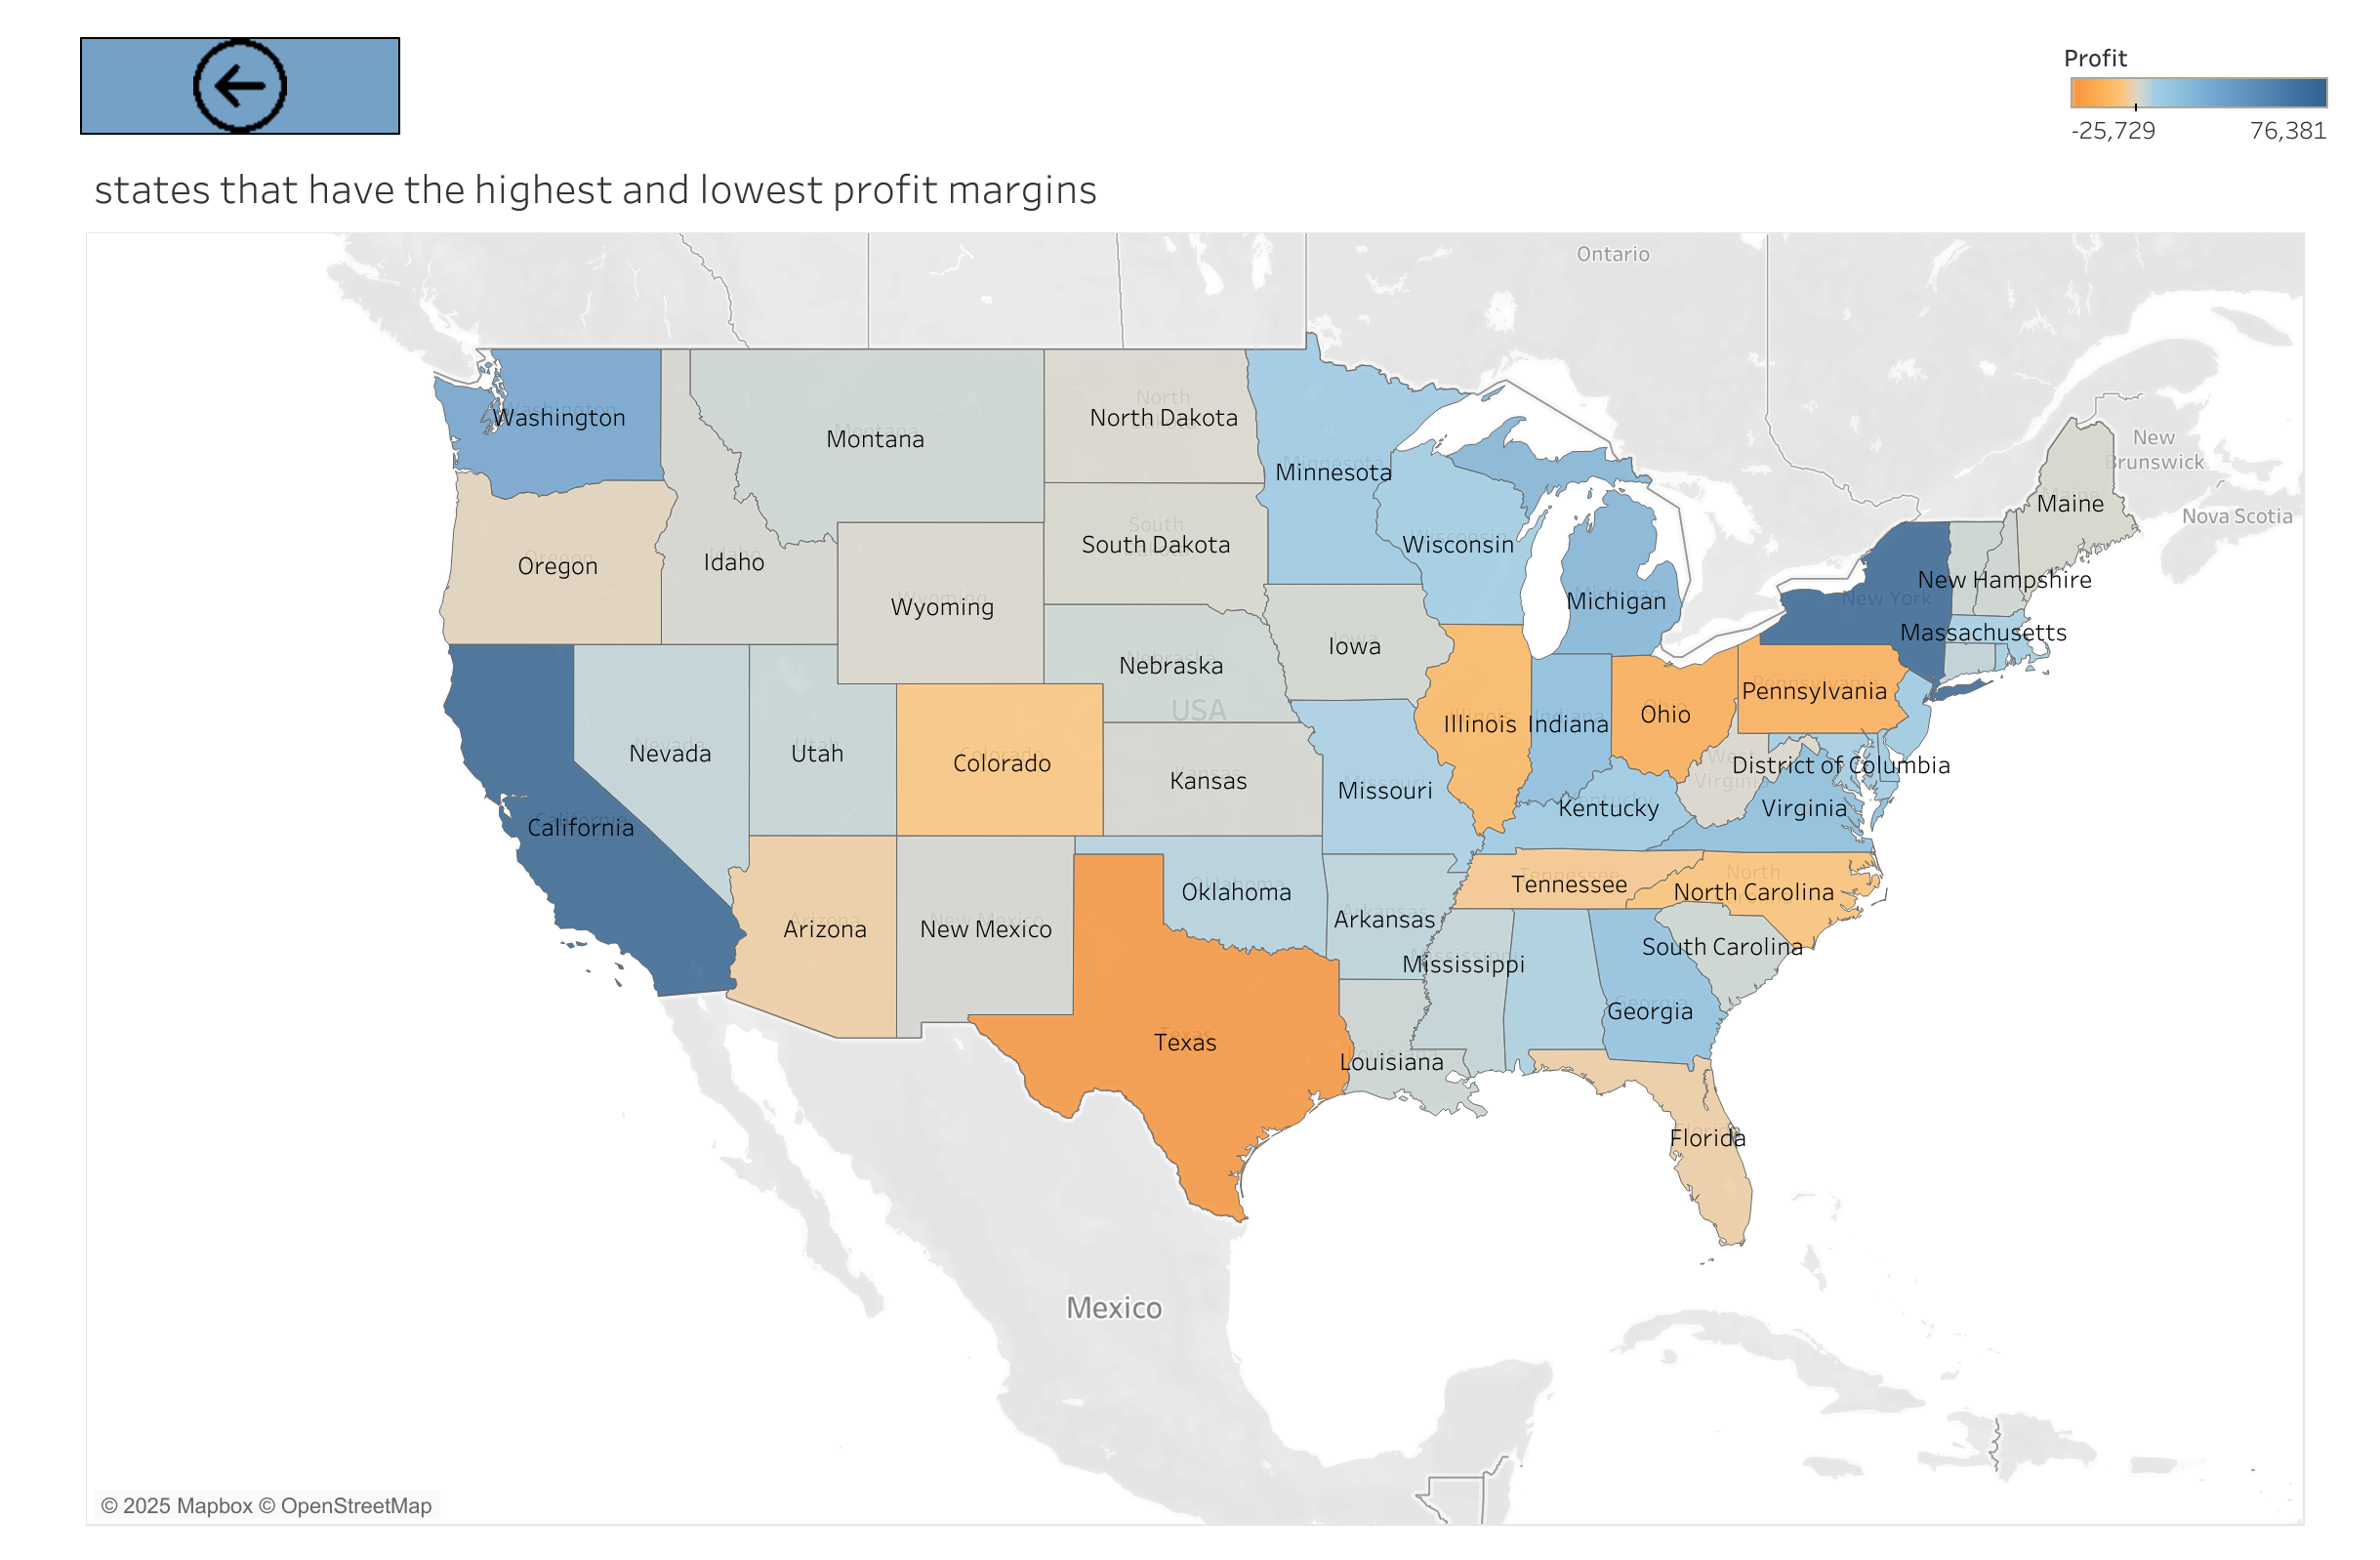 Profit
-25,729 76,381
states that have the highest and lowest profit margins
Ontario
Washington
Montana
North Dakota
Minnesota
New
Brunswick
Maine
Nova Scotia
Oregon
Idaho
Wyoming
South Dakota
Wisconsin
Michigan
New Hampshire
New York
Massachusetts
Nebraska
Iowa
USA
Nevada
Utah
Colorado
Kansas
Missouri
Illinois
Indiana
Ohio
Pennsylvania
West
Virginia
District of Columbia
Kentucky
Virginia
California
Arizona
New Mexico
Oklahoma
Arkansas
Tennessee
North Carolina
South Carolina
Mississippi
Georgia
Texas
Louisiana
Florida
Mexico
© 2025 Mapbox © OpenStreetMap